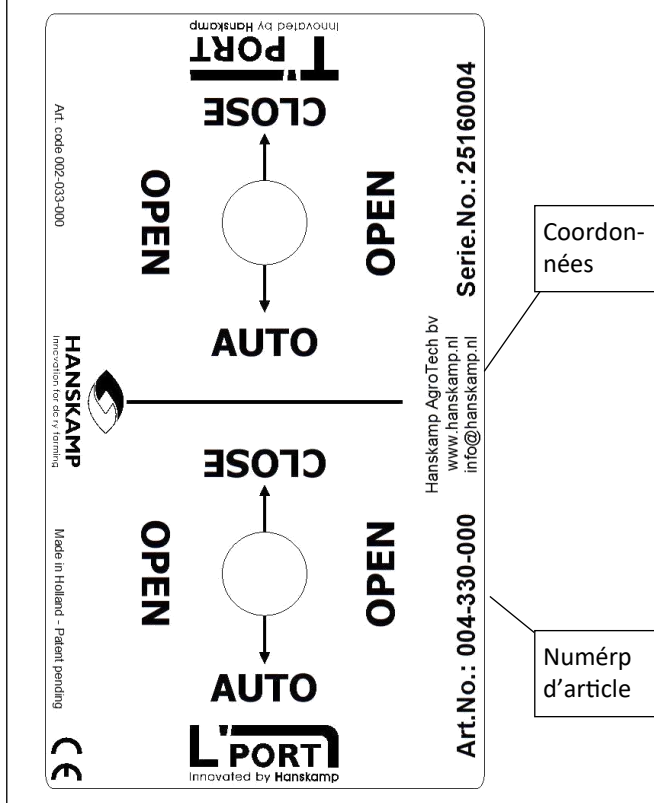 T'PORT
Innovated by Hanskamp
CLOSE
OPEN
OPEN
AUTO
Art. code 002-033-000
Serie.No.: 25160004
HANSKAMP
Innovation for dairy farming
Hanskamp AgroTech bv
www.hanskamp.nl
info@hanskamp.nl
CLOSE
OPEN
OPEN
AUTO
Made in Holland - Patent pending
CE
Art.No.: 004-330-000
L'PORT
Innovated by Hanskamp
Coordon-
nées
Numérp
d'article